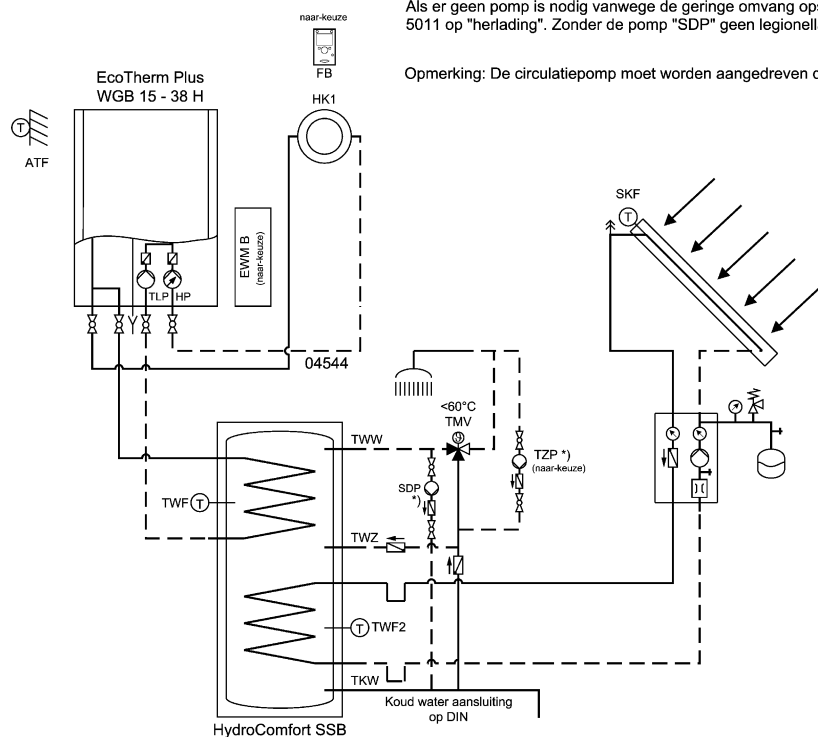 Als er geen pomp is nodig vanwege de geringe omvang
5011 op "herlading". Zonder de pomp "SDP" geen
naar-keuze
FB
Opmerking: De circulatiepomp moet worden aangedreven
EcoTherm Plus
WGB 15 - 38 H
HK1
T
ATF
EWM B
(naar-keuze)
TLP HP
04544
SKF
T
<60°C
TMV
TWW
TZP *)
(naar-keuze)
SDP
*)
TWF T
TWZ
T TWF2
TKW
Koud water aansluiting
op DIN
HydroComfort SSB